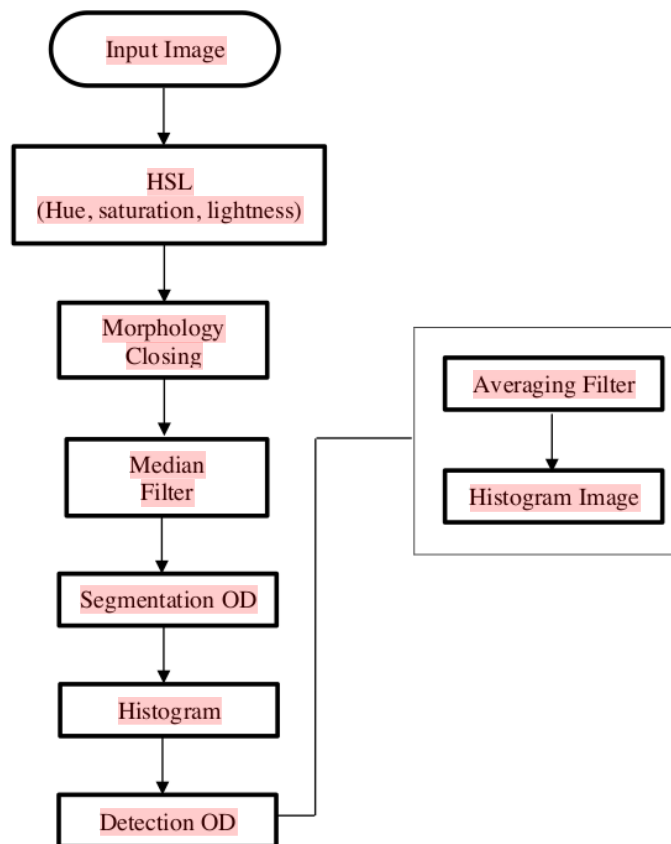 Input Image
HSL
(Hue, saturation, lightness)
Morphology
Closing
Median
Filter
Segmentation OD
Histogram
Detection OD
Averaging Filter
Histogram Image